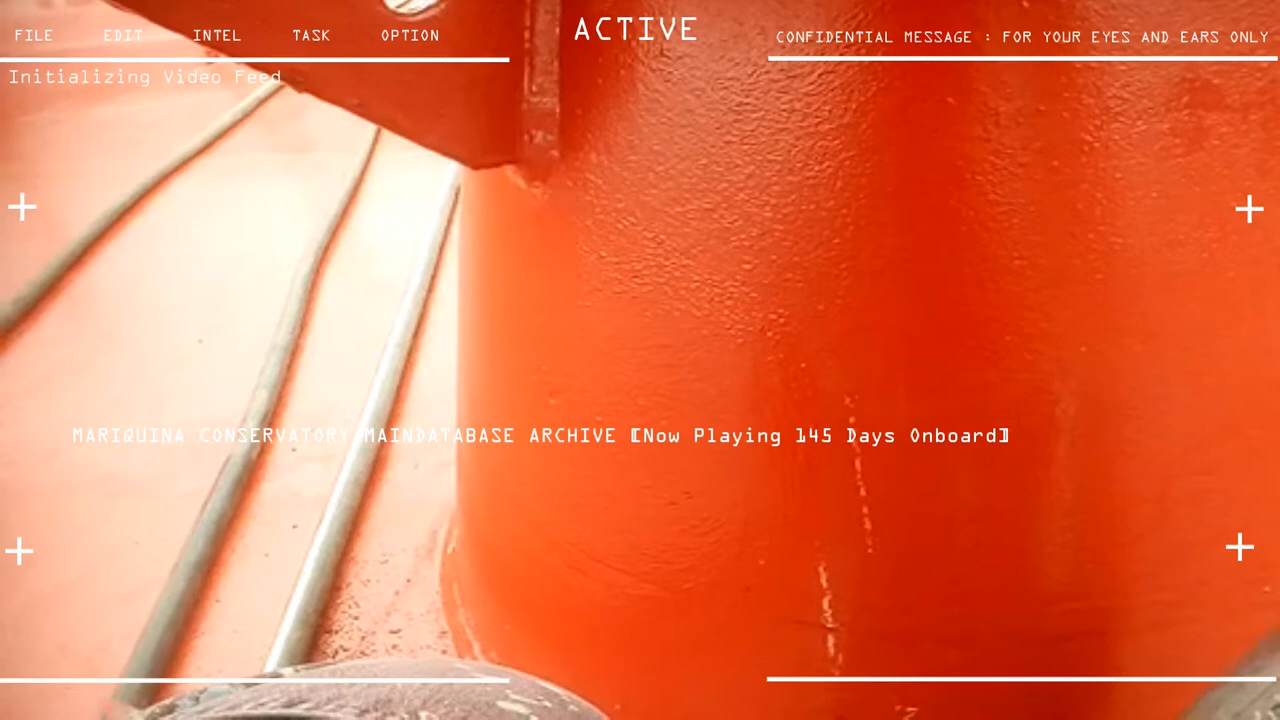 FILE EDIT INTEL TASK OPTION
ACTIVE
CONFIDENTIAL MESSAGE : FOR YOUR EYES AND EARS ONLY
Initializing Video Feed
MARIQUINA CONSERVATORY MAINDATABASE ARCHIVE [Now Playing 145 Days Onboard]